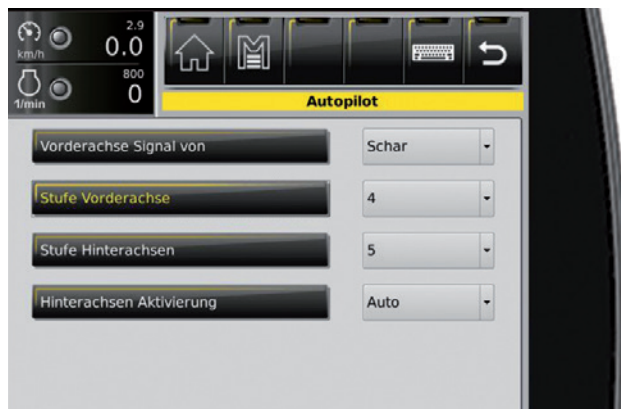 2.9
km/h 0.0
800
1/min 0
Autopilot
Vorderachse Signal von Schar
Stufe Vorderachse 4
Stufe Hinterachsen 5
Hinterachsen Aktivierung Auto